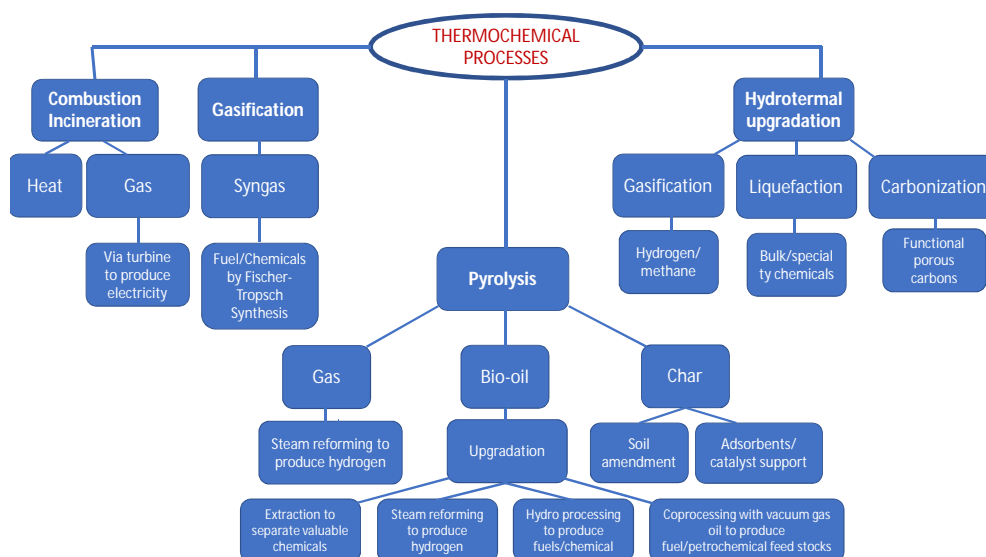 THERMOCHEMICAL
PROCESSES
Combustion
Incineration
Gasification
Hydrotermal
upgradation
Heat
Gas
Syngas
Gasification
Liquefaction
Carbonization
Via turbine
to produce
electricity
Fuel/Chemicals
by Fischer-
Tropsch
Synthesis
Hydrogen/
methane
Bulk/special
ty chemicals
Functional
porous
carbons
Pyrolysis
Gas
Bio-oil
Char
Steam reforming to
produce hydrogen
Upgradation
Soil
amendment
Adsorbents/
catalyst support
Extraction to
separate valuable
chemicals
Steam reforming
to produce
hydrogen
Hydro processing
to produce
fuels/chemical
Coprocessing with vacuum gas
oil to produce
fuel/petrochemical feed stocks